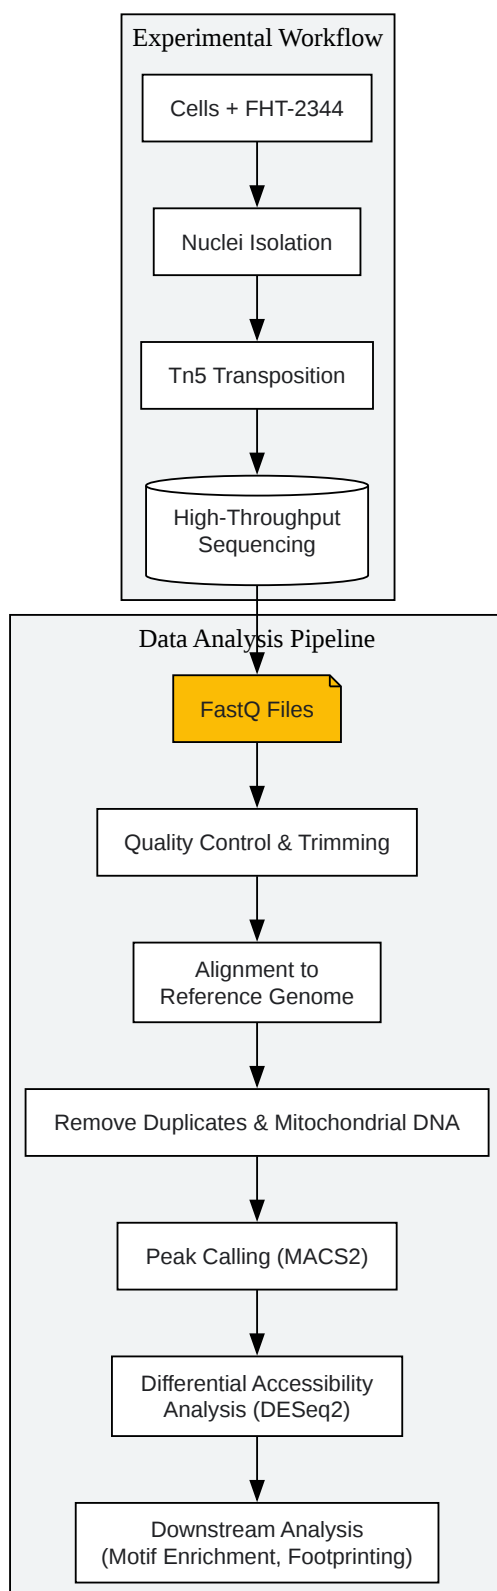 Experimental Workflow
Cells + FHT-2344
Nuclei Isolation
Tn5 Transposition
High-Throughput
Sequencing
Data Analysis Pipeline
FastQ Files
Quality Control & Trimming
Alignment to
Reference Genome
Remove Duplicates & Mitochondrial DNA
Peak Calling (MACS2)
Differential Accessibility
Analysis (DESeq2)
Downstream Analysis
(Motif Enrichment, Footprinting)